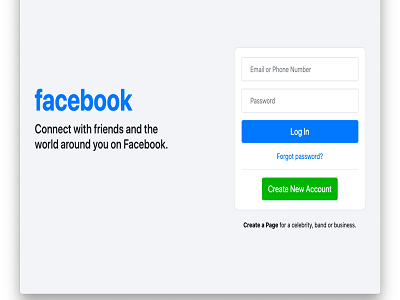 facebook
Connect with friends and the
world around you on Facebook.
Email or Phone Number
Password
Log In
Forgot password?
Create New Account
Create a Page for a celebrity, band or business.